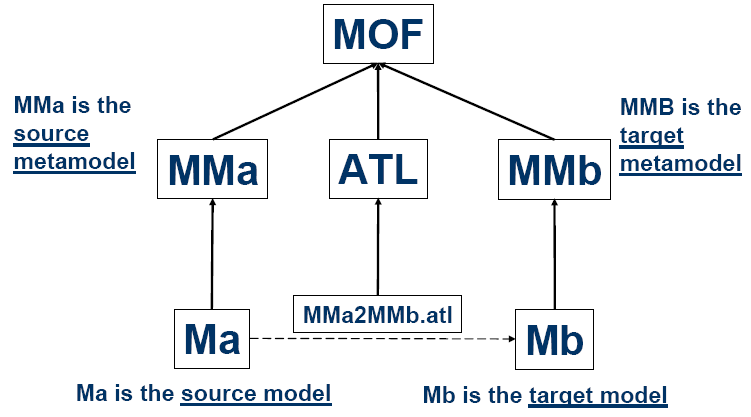 MOF
MMa is the
source
metamodel
MMa
ATL
MMb
MMB is the
target
metamodel
MMa2MMb.atl
Ma
Mb
Ma is the source model
Mb is the target model